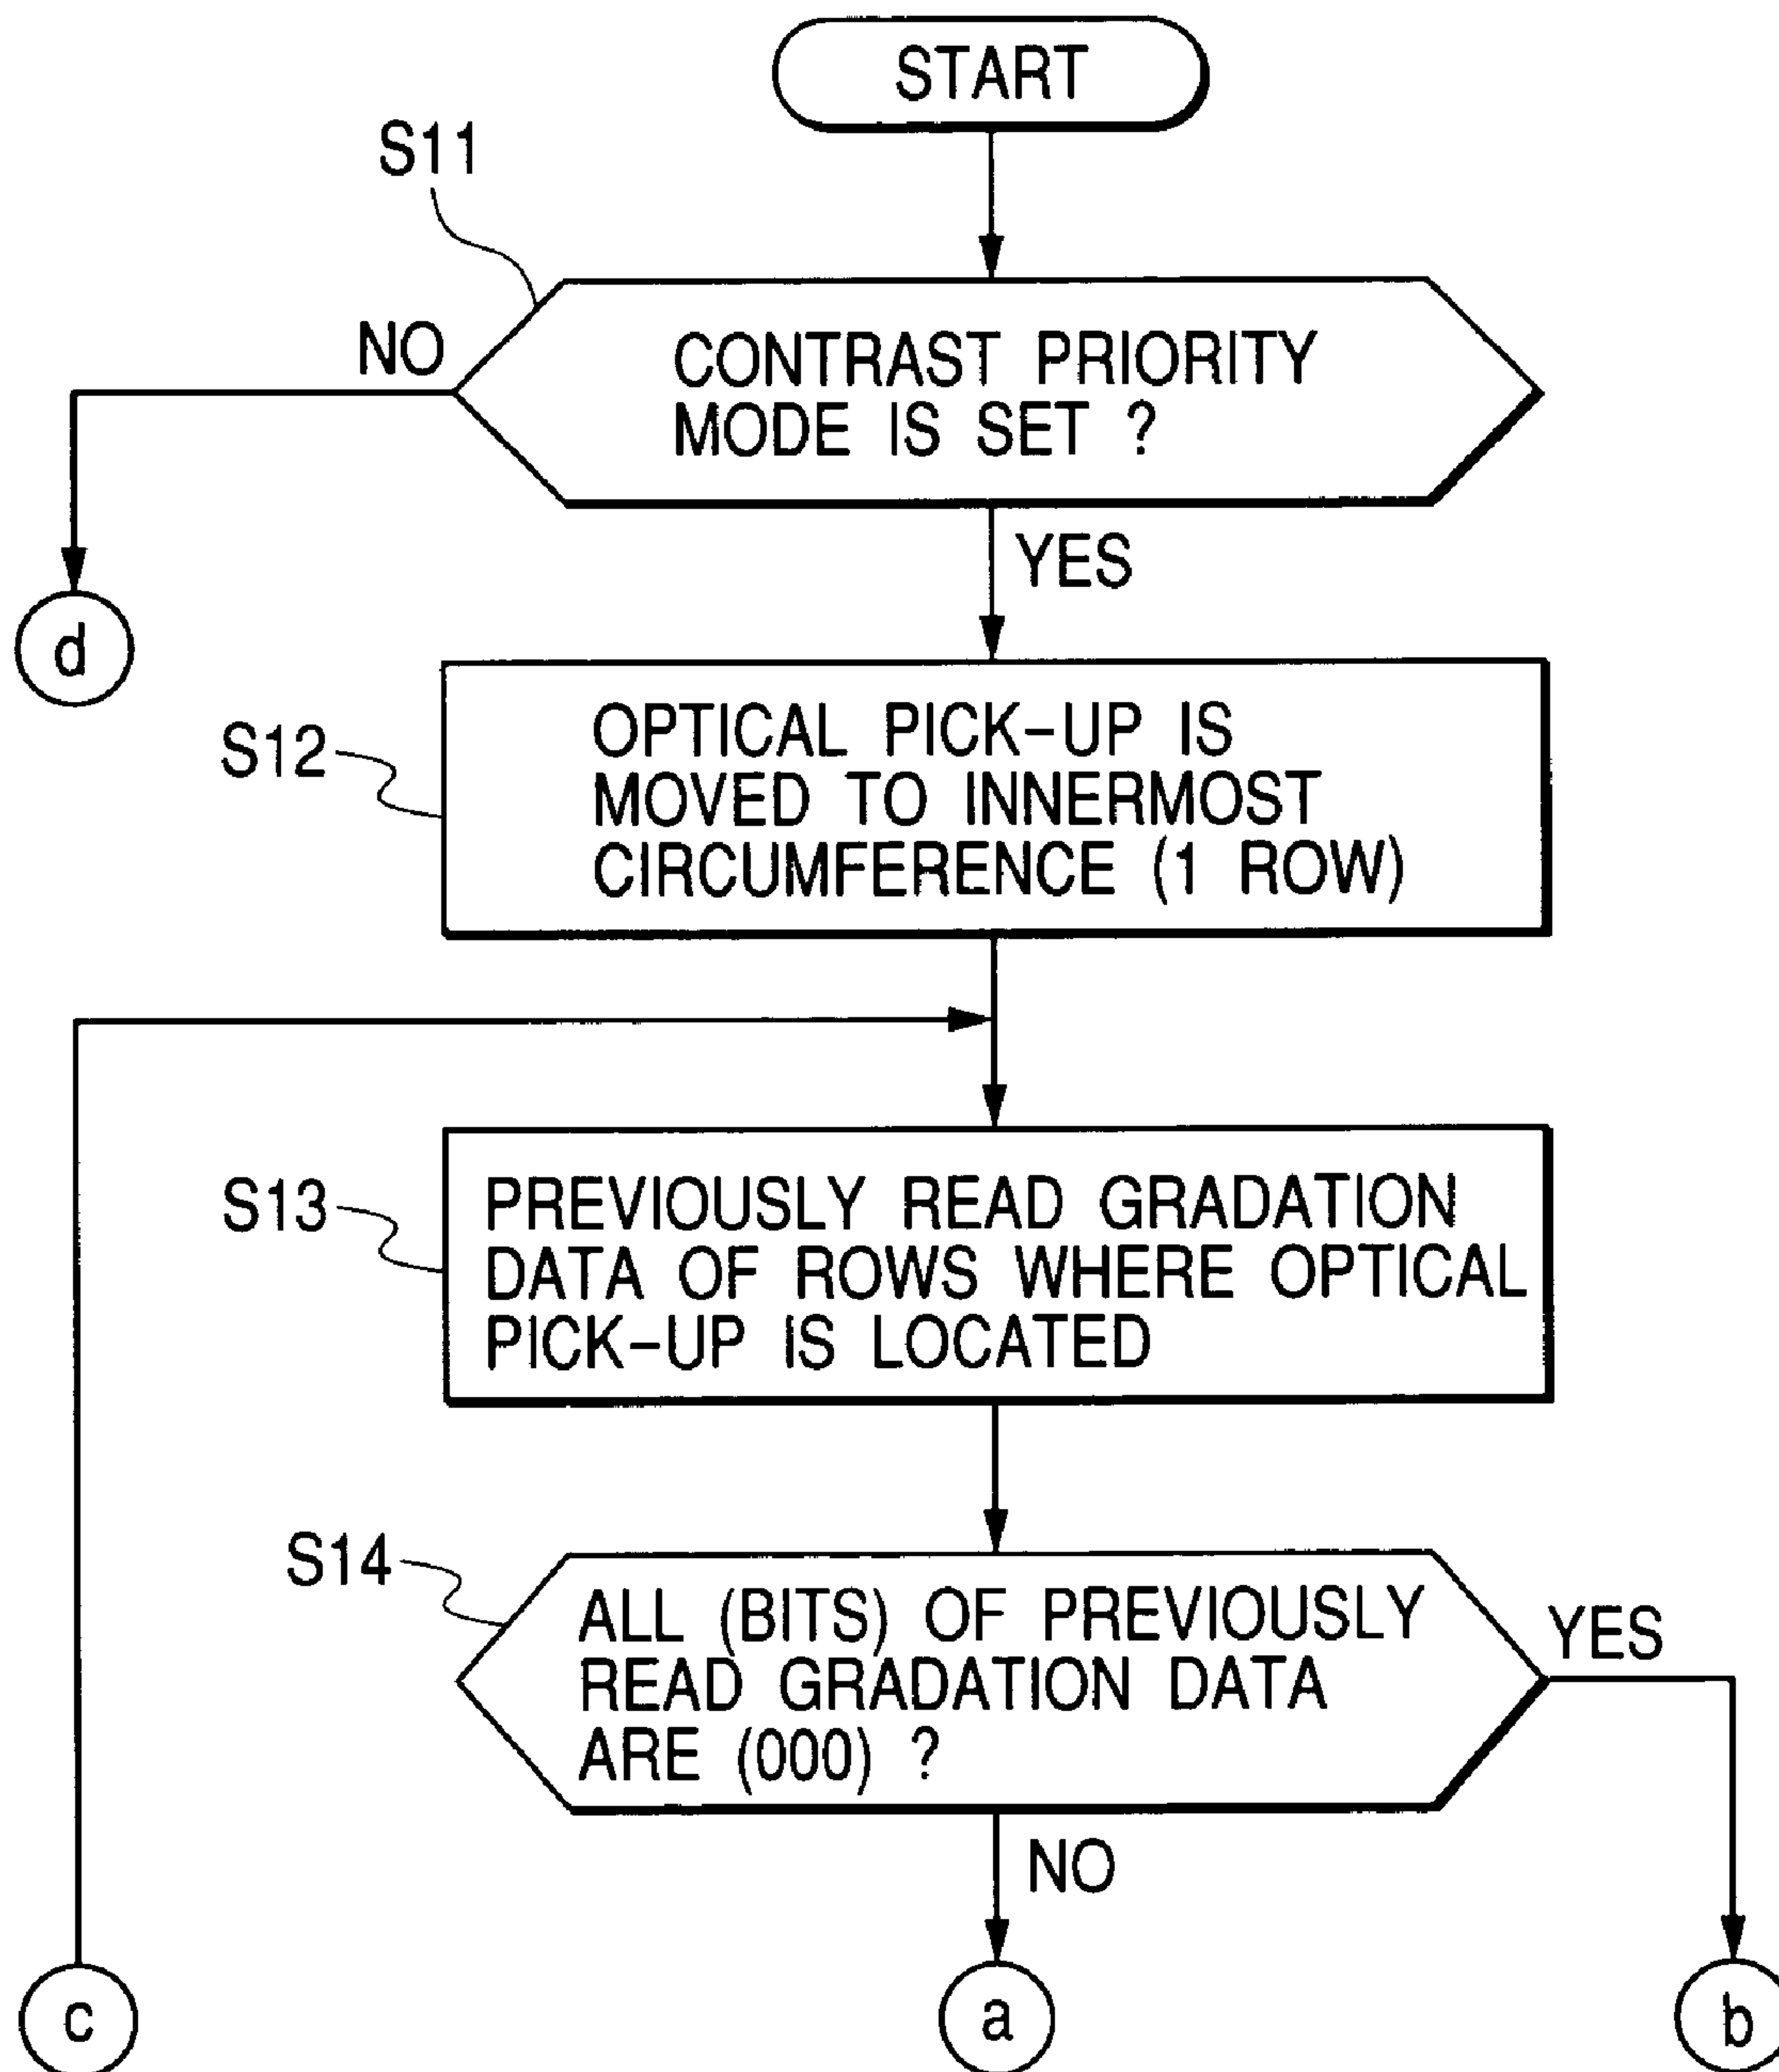 START
S11
NO
CONTRAST PRIORITY
MODE IS SET ?
YES
d
S12
OPTICAL PICK-UP IS
MOVED TO INNERMOST
CIRCUMFERENCE (1 ROW)
S13
PREVIOUSLY READ GRADATION
DATA OF ROWS WHERE OPTICAL
PICK-UP IS LOCATED
S14
ALL (BITS) OF PREVIOUSLY
READ GRADATION DATA
ARE (000) ?
YES
NO
c
a
b